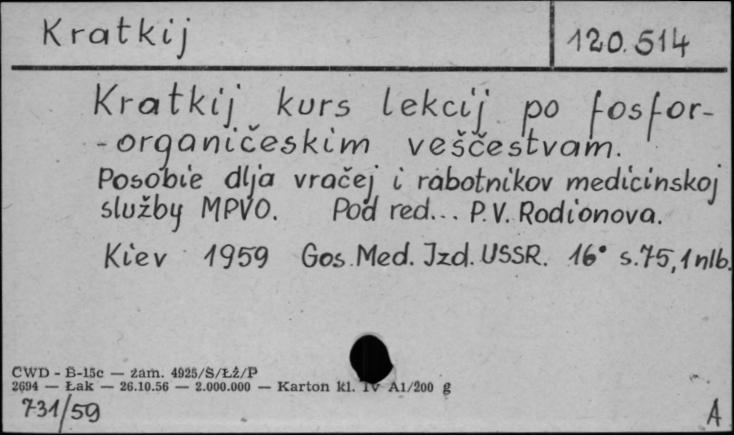 Kratkij 120.514
Kratkij kurs lekcij po fosfor-
-organičeskim veščestvam.
Posobie dlja vračej i rabotnikov medicinskoj
služby MPVO. Pod red... P.V. Rodionova.
Kiev 1959 Gos. Med. Izd. USSR. 16° s.75, 1 nlb.
CWD - B-15c — zam. 4925/S/ŁŻ/P
2694 — Łak — 26.10.56 — 2.000.000 — Karton kl. IV A1/200 g
731/59 A